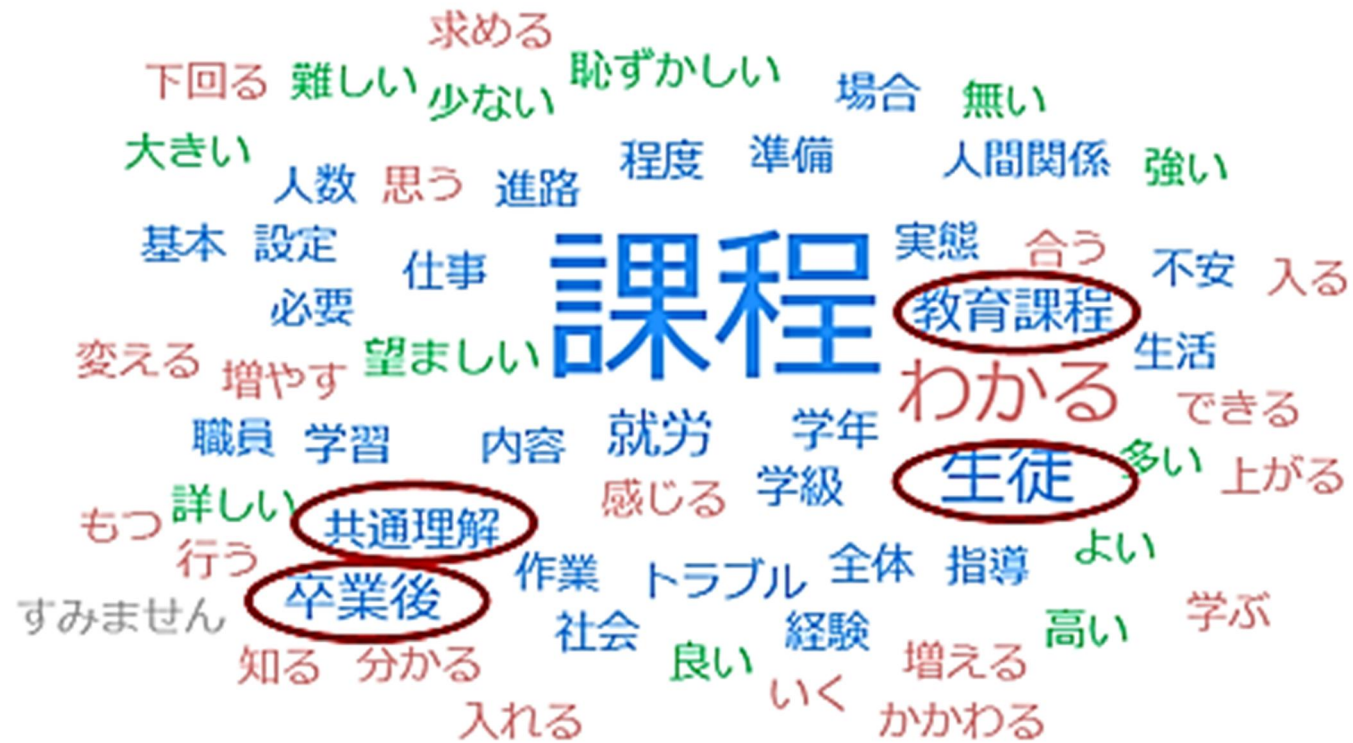 求める
下回る 難しい 少ない 恥ずかしい 場合 無い
大きい 人数 思う 進路 程度 準備 人間関係 強い
基本 設定 仕事 課程 実態 合う 不安 入る
必要 教育課程
変える 増やす 望ましい わかる 生活 できる
職員 学習 内容 就労 学年 生徒 多い 上がる
もつ 詳しい 共通理解 感じる 学級
行う 卒業後 作業 トラブル 全体 指導 よい
すみません 社会 経験 高い 学ぶ
知る 分かる 良い いく 増える
入れる かかわる